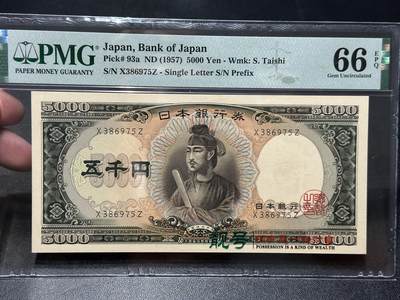 PMG
PAPER MONEY GUARANTY
Japan, Bank of Japan
Pick# 93a ND (1957) 5000 Yen - Wmk: S. Taishi
S/N X386975Z - Single Letter S/N Prefix
66 EPQ
Gem Uncirculated
5000
5000
日本銀行券
X386975Z
五千円
日本銀行
X386975Z
X386975Z
5000
5000
靓号
POSSESSION IS A KIND OF WEALTH